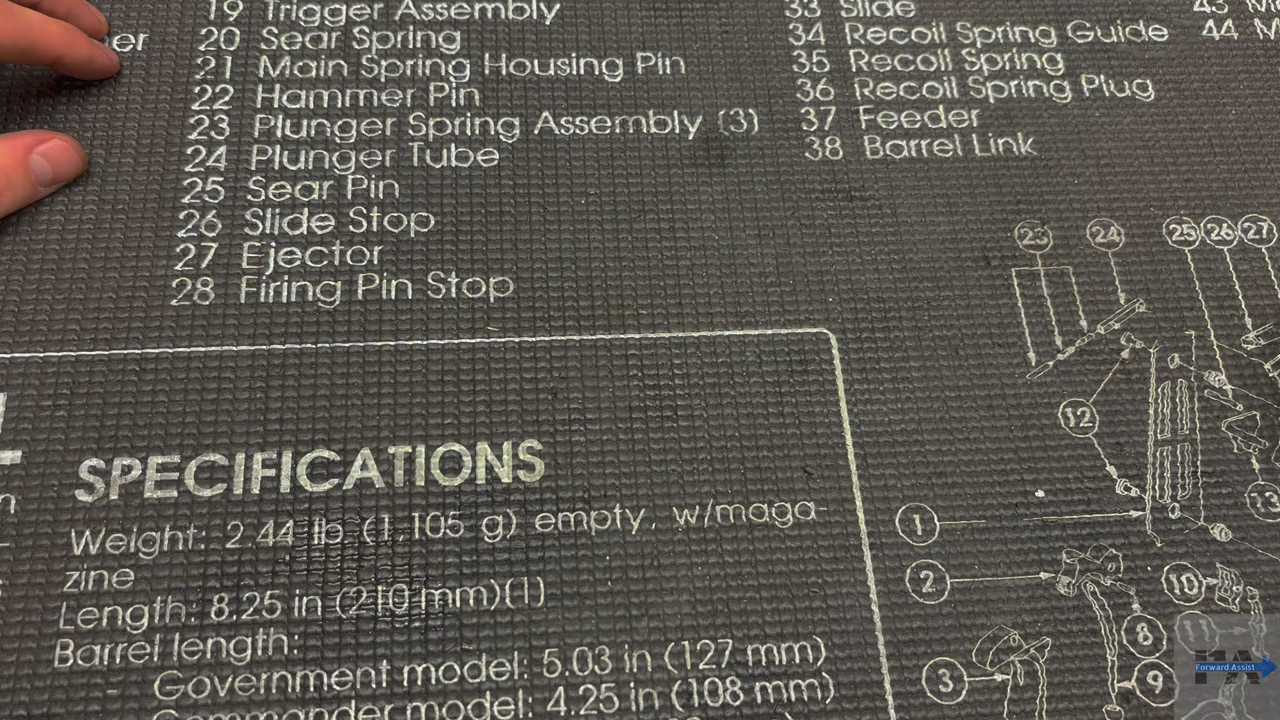 19 Trigger Assembly
20 Sear Spring
21 Main Spring Housing Pin
22 Hammer Pin
23 Plunger Spring Assembly (3)
24 Plunger Tube
25 Sear Pin
26 Slide Stop
27 Ejector
28 Firing Pin Stop
33 Slide
34 Recoil Spring Guide
35 Recoil Spring
36 Recoil Spring Plug
37 Feeder
38 Barrel Link
43
44
SPECIFICATIONS
Weight: 2.44 lb (1,105 g) empty, w/maga-
zine
Length: 8.25 in (210 mm)(1)
Barrel length:
- Government model: 5.03 in (127 mm)
Commander model: 4.25 in (108 mm)
23 24 25 26 27
12
13
1
2
10
8
11
3
9
FA
Forward Assist